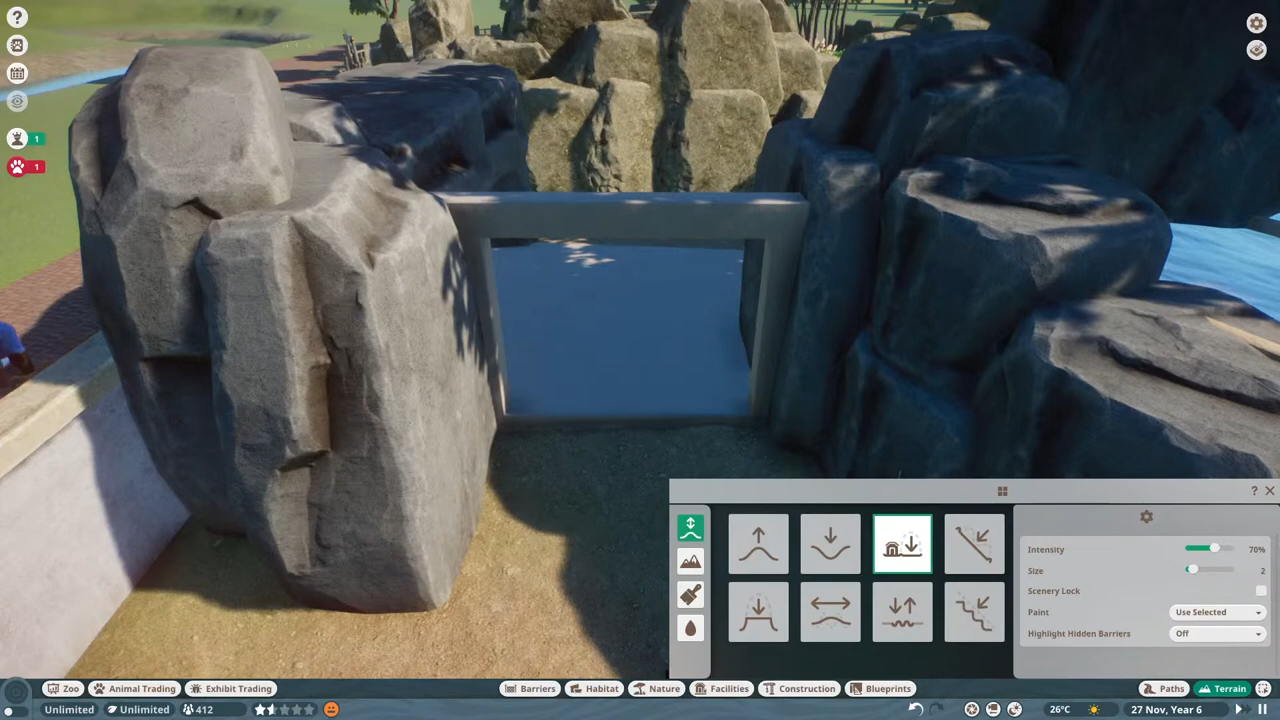 ?
1
1
? 
Intensity 70%
Size 2
Scenery Lock
Paint Use Selected
Highlight Hidden Barriers Off
Zoo Animal Trading Exhibit Trading Barriers Habitat Nature Facilities Construction Blueprints Paths Terrain
Unlimited Unlimited 412 26°C 27 Nov, Year 6